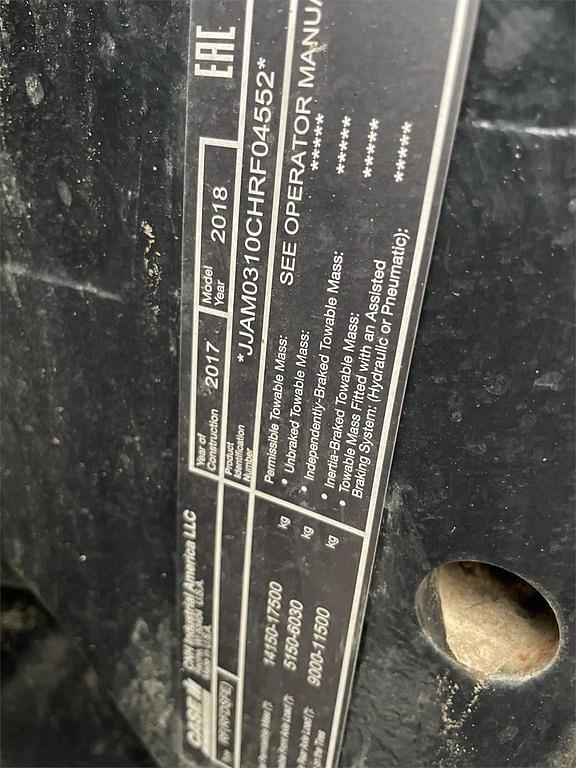 CASE IH
CNH Industrial America LLC
U.S.A.
Year of
Construction
2017
Model
Year
2018
EAC
Product
Identification
Number
*JJAM0310CHRF04552*
SEE OPERATOR MANUA
Permissible Towable Mass:
• Unbraked Towable Mass: *****
• Independently-Braked Towable Mass: *****
• Inertia-Braked Towable Mass: *****
• Towable Mass Fitted with an Assisted
Braking System: (Hydraulic or Pneumatic): *****
14150-17500 kg
5150-6030 kg
9000-11500 kg